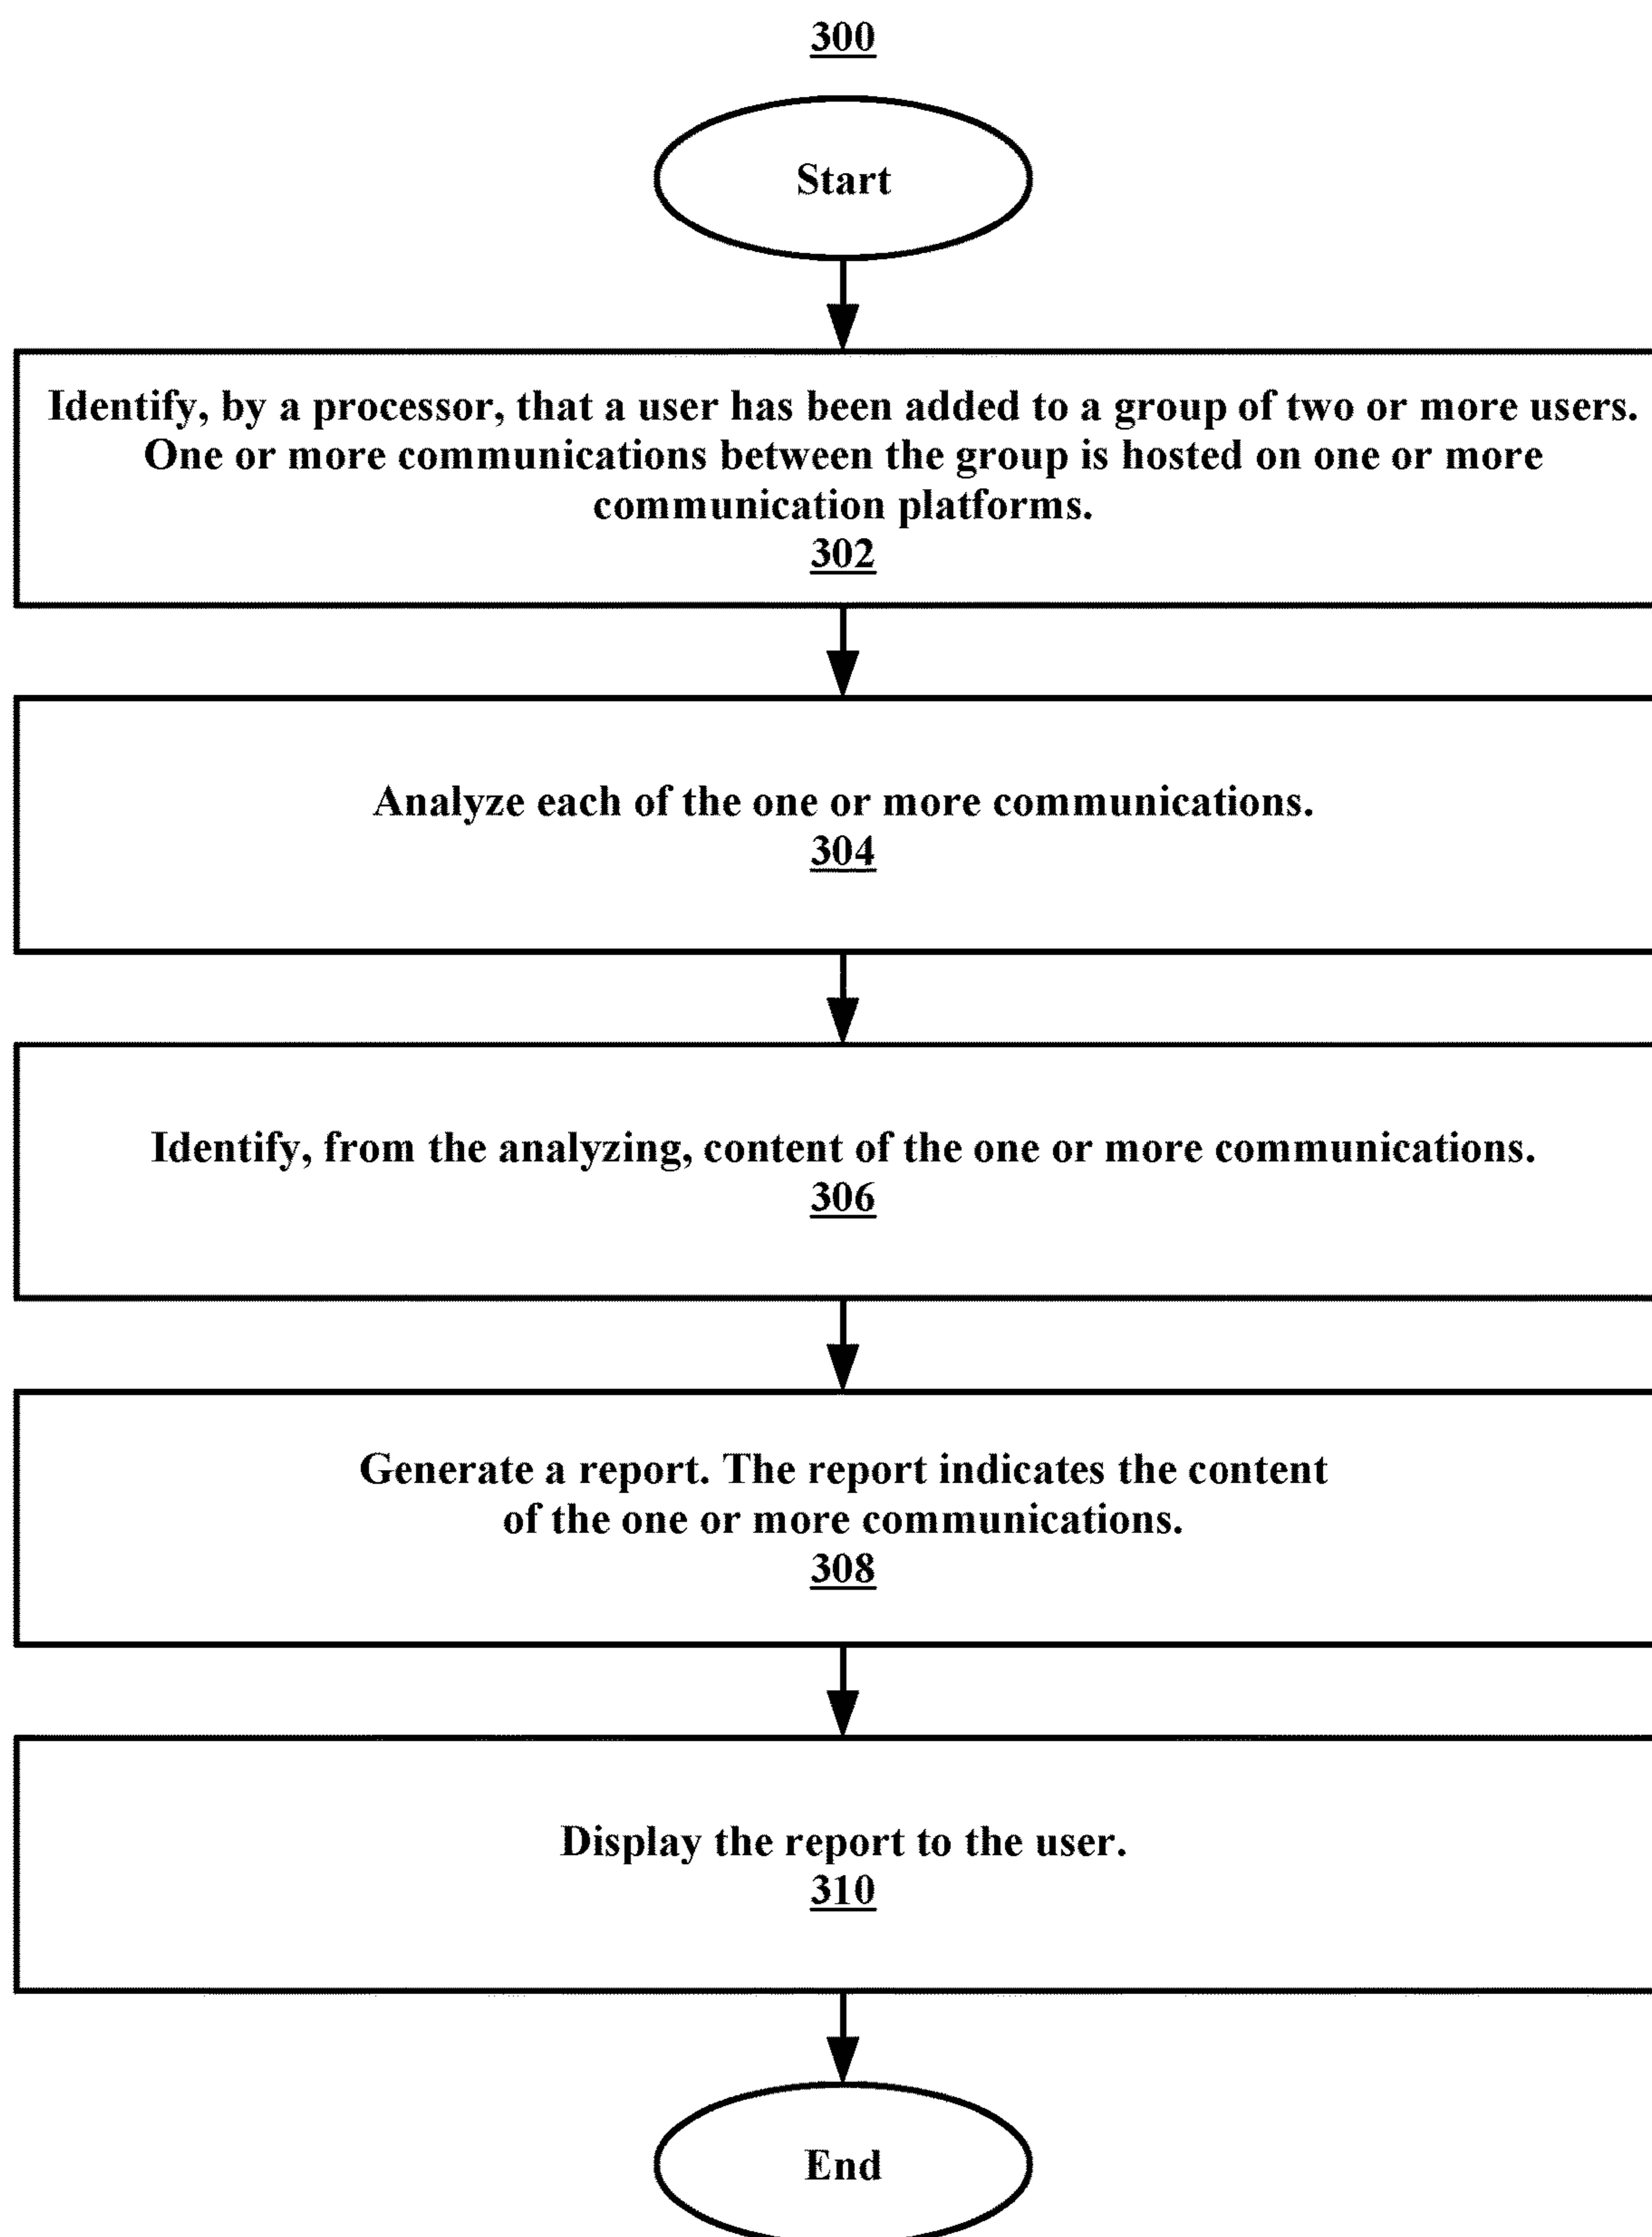 300
Start
Identify, by a processor, that a user has been added to a group of two or more users.
One or more communications between the group is hosted on one or more
communication platforms.
302
Analyze each of the one or more communications.
304
Identify, from the analyzing, content of the one or more communications.
306
Generate a report. The report indicates the content
of the one or more communications.
308
Display the report to the user.
310
End